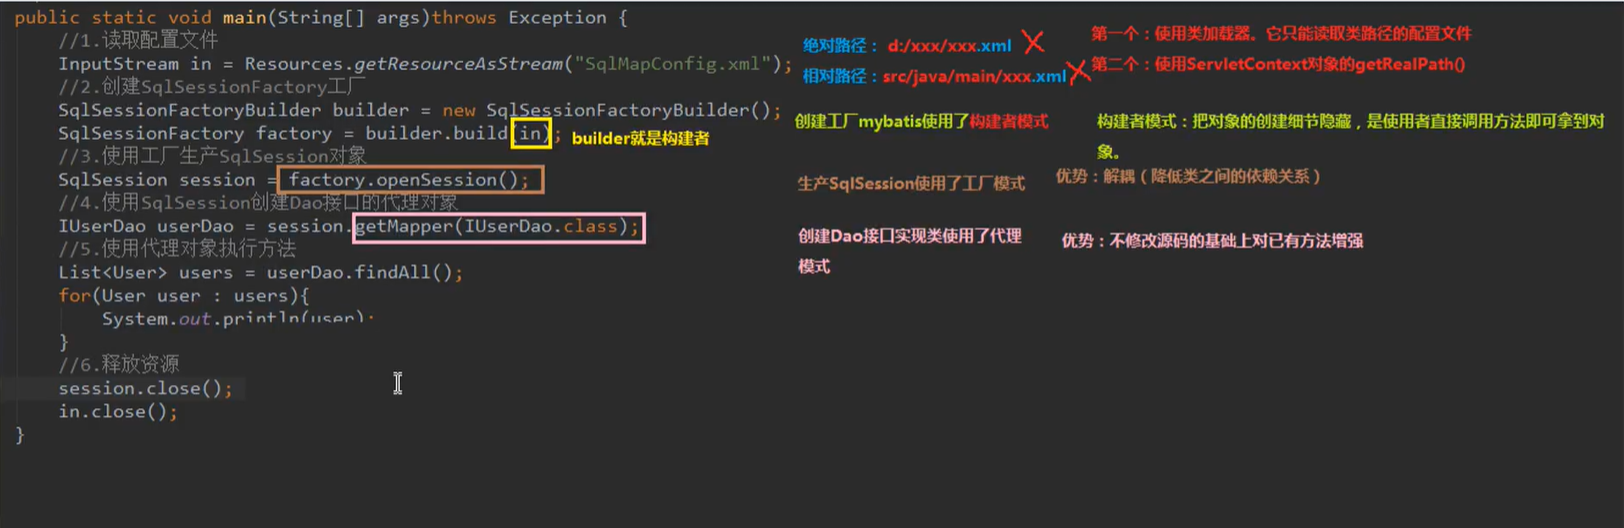 public static void main(String[] args)throws Exception {
//1.读取配置文件
InputStream in = Resources.getResourceAsStream("SqlMapConfig.xml");
//2.创建SqlSessionFactory工厂
SqlSessionFactoryBuilder builder = new SqlSessionFactoryBuilder();
SqlSessionFactory factory = builder.build(in);
builder就是构建者
//3.使用工厂生产SqlSession对象
SqlSession session = factory.openSession();
//4.使用SqlSession创建Dao接口的代理对象
IUserDao userDao = session.getMapper(IUserDao.class);
//5.使用代理对象执行方法
List<User> users = userDao.findAll();
for(User user : users){
System.out.println(user);
}
//6.释放资源
session.close();
in.close();
}
绝对路径：d:/xxx/xxx.xml
相对路径：src/java/main/xxx.xml
第一个：使用类加载器。它只能读取类路径的配置文件
第二个：使用ServletContext对象的getRealPath()
创建工厂mybatis使用了构建者模式
构建者模式：把对象的创建细节隐藏，是使用者直接调用方法即可拿到对
象。
生产SqlSession使用了工厂模式
优势：解耦（降低类之间的依赖关系）
创建Dao接口实现类使用了代理
模式
优势：不修改源码的基础上对已有方法增强